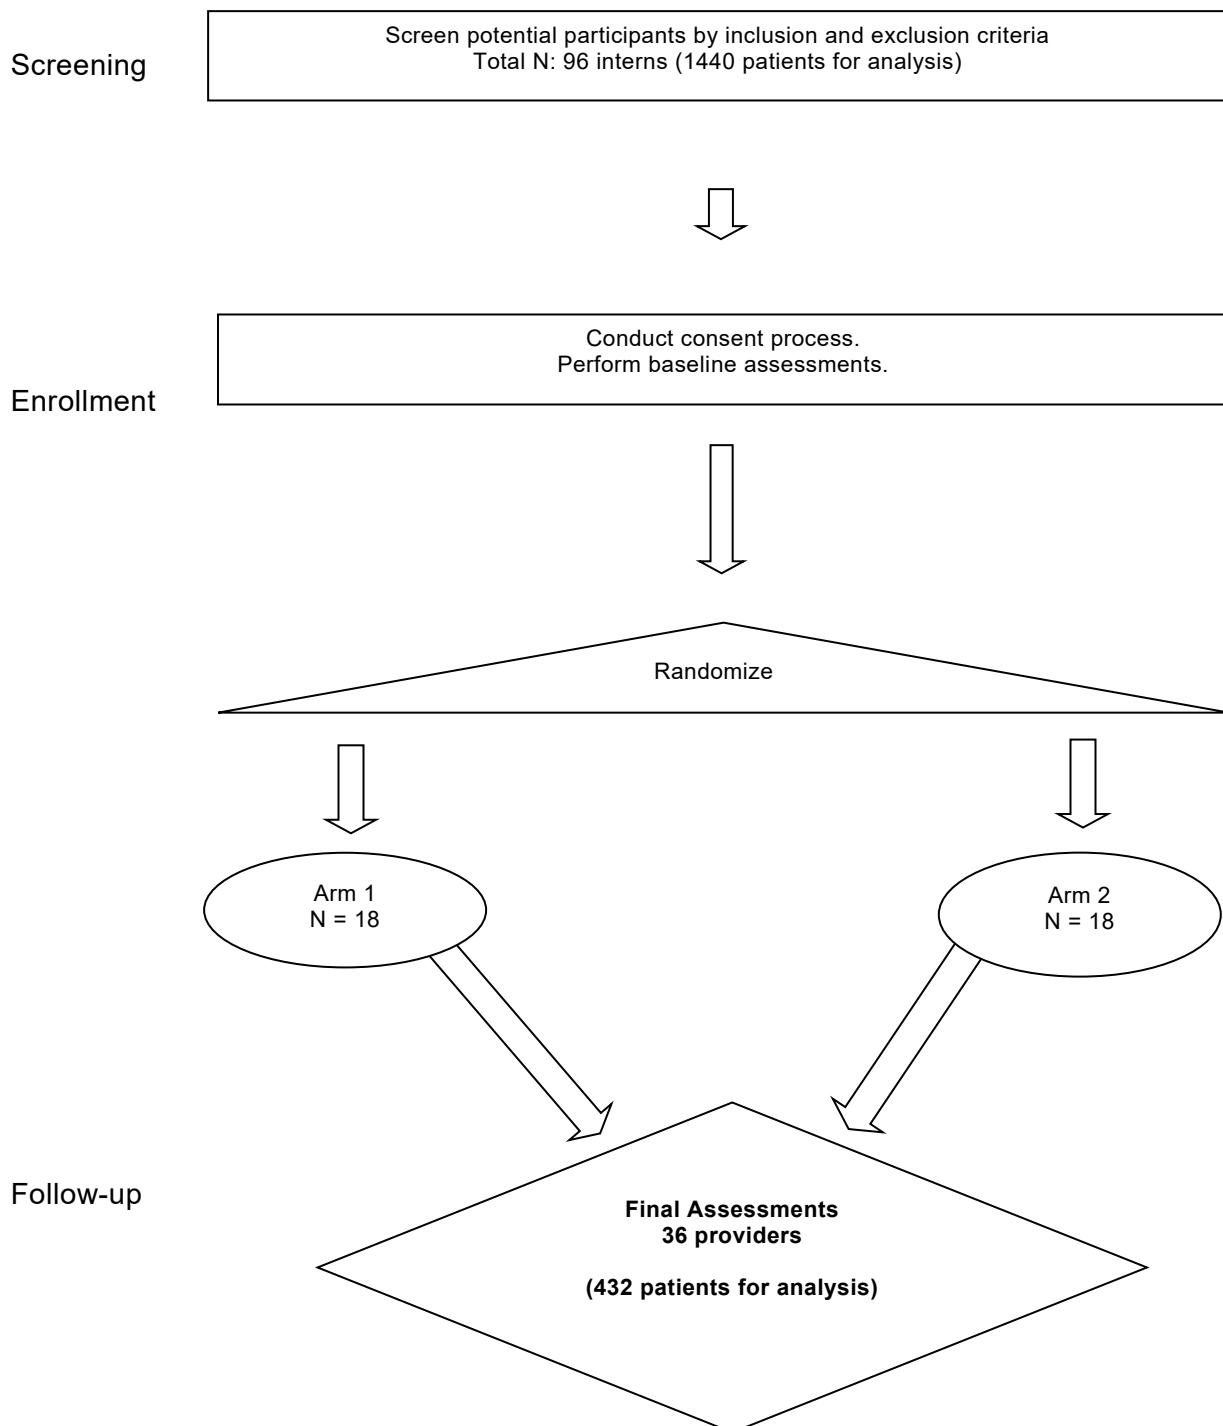 Screening
Screen potential participants by inclusion and exclusion criteria
Total N: 96 interns (1440 patients for analysis)
Enrollment
Conduct consent process.
Perform baseline assessments.
Randomize
Arm 1
N = 18
Arm 2
N = 18
Follow-up
Final Assessments
36 providers
(432 patients for analysis)